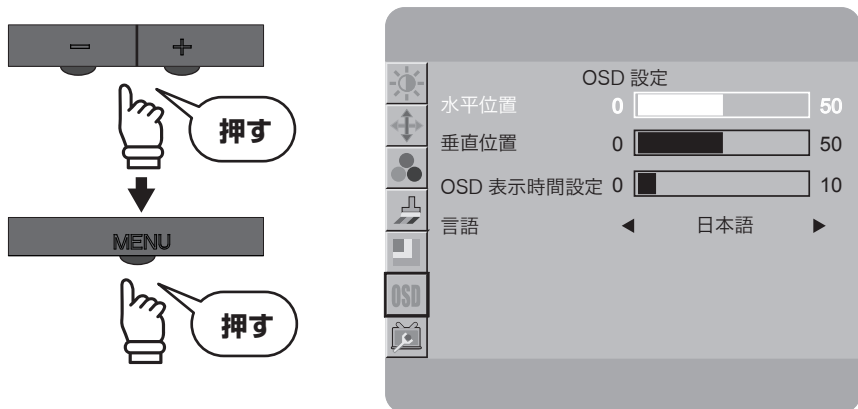 − +
押す
MENU
押す
OSD 設定
水平位置 0 50
垂直位置 0 50
OSD 表示時間設定 0 10
言語 ◀ 日本語 ▶
OSD